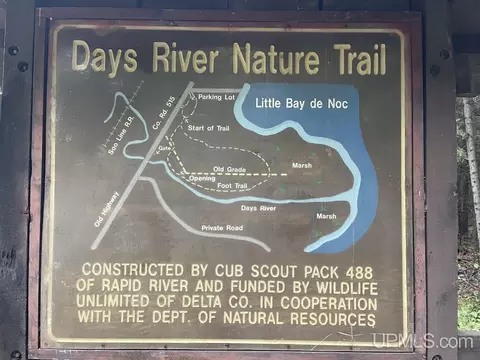 Days River Nature Trail
Parking Lot
Little Bay de Noc
Co. Rd. 515
Soo Line R.R.
Start of Trail
Gate
Old Grade
Marsh
Opening
Foot Trail
Days River
Marsh
Old Highway
Private Road
CONSTRUCTED BY CUB SCOUT PACK 488
OF RAPID RIVER AND FUNDED BY WILDLIFE
UNLIMITED OF DELTA CO. IN COOPERATION
WITH THE DEPT. OF NATURAL RESOURCES
UPMLS.com